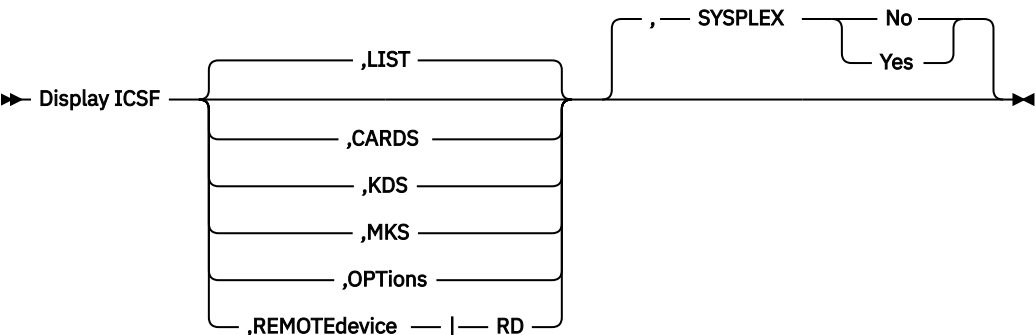 , SYSPLEX No
Yes
,LIST
Display ICSF
,CARDS
,KDS
,MKS
,OPTions
,REMOTEdevice | RD